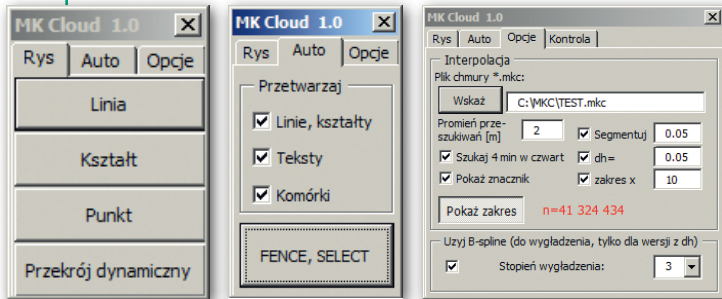 MK Cloud 1.0
Rys Auto Opcje
Linia
Kształt
Punkt
Przekrój dynamiczny
MK Cloud 1.0
Rys Auto Opcje
Przetwarzaj
Linie, kształty
Teksty
Komórki
FENCE, SELECT
MK Cloud 1.0
Rys Auto Opcje Kontrola
Interpolacja
Plik chmury *.mkc:
Wskaż C:\MKC\TEST.mkc
Promień prze-
szukiwań [m] 2 Segmentuj 0.05
Szukaj 4 min w czwart dh= 0.05
Pokaż znacznik zakres x 10
Pokaż zakres n=41 324 434
Uzyj B-spline (do wygładzenia, tylko dla wersji z dh)
Stopień wygładzenia: 3